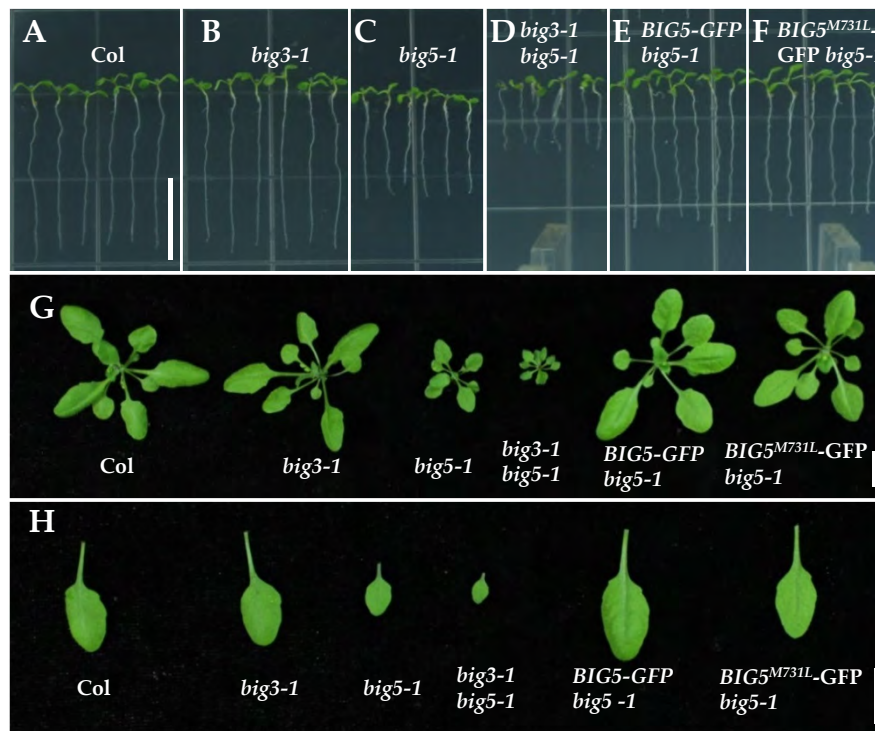 A
Col
B
big3-1
C
big5-1
D big3-1
big5-1
E BIG5-GFP
big5-1
F BIG5M731L-
GFP big5-1
G
Col
big3-1
big5-1
big3-1
big5-1
BIG5-GFP
big5-1
BIG5M731L-GFP
big5-1
H
Col
big3-1
big5-1
big3-1
big5-1
BIG5-GFP
big5 -1
BIG5M731L-GFP
big5-1